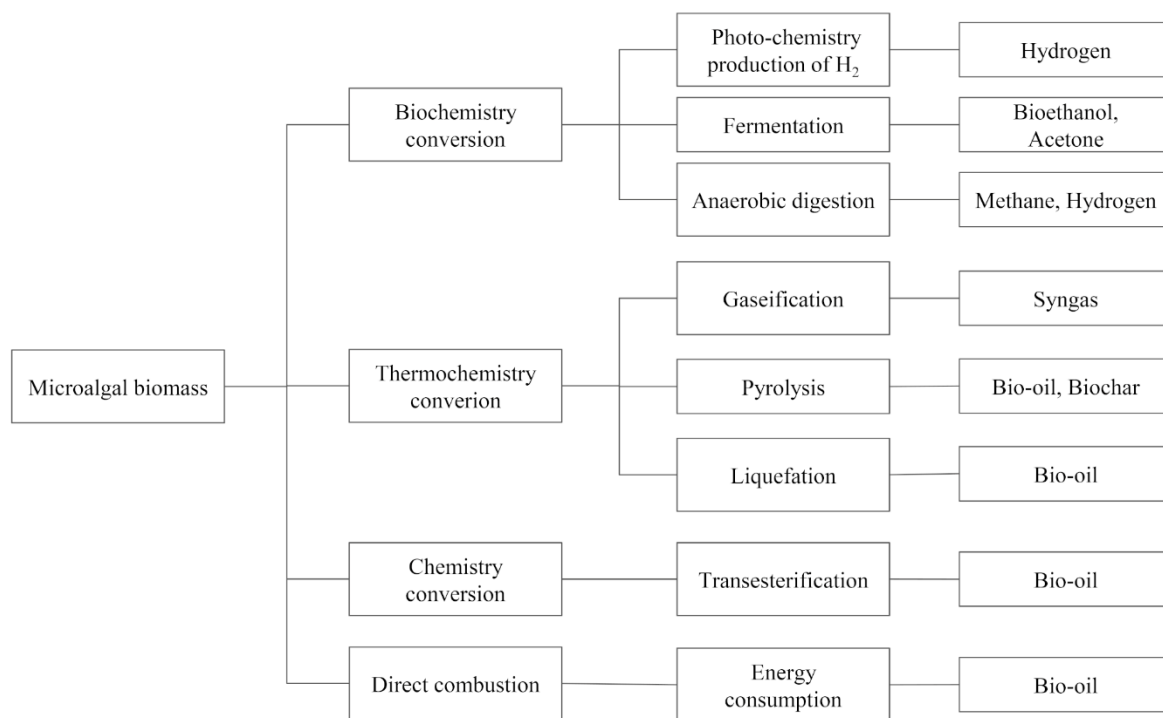 Photo-chemistry
production of H₂
Hydrogen
Biochemistry
conversion
Fermentation
Bioethanol,
Acetone
Anaerobic digestion
Methane, Hydrogen
Gaseification
Syngas
Microalgal biomass
Thermochemistry
converion
Pyrolysis
Bio-oil, Biochar
Liquefation
Bio-oil
Chemistry
conversion
Transesterification
Bio-oil
Direct combustion
Energy
consumption
Bio-oil